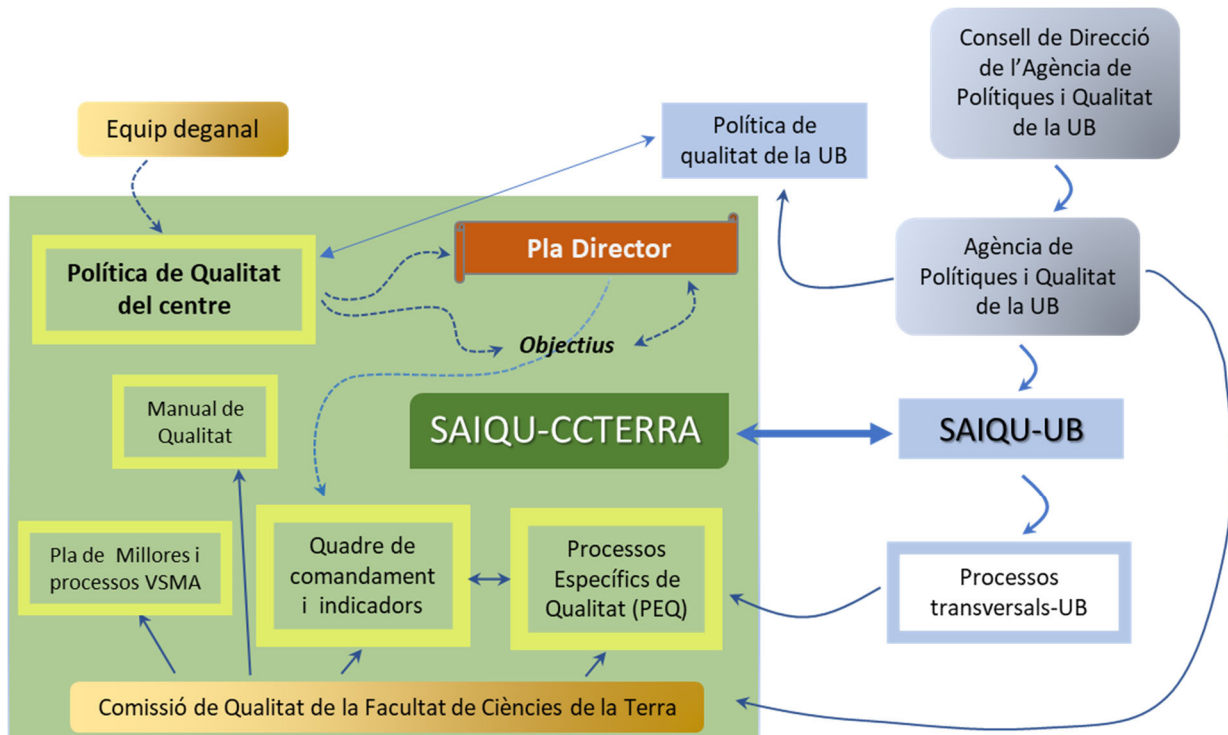 Consell de Direcció
de l'Agència de
Polítiques i Qualitat
de la UB
Equip deganal
Política de
qualitat de la UB
Política de Qualitat
del centre
Pla Director
Agència de
Polítiques i Qualitat
de la UB
Objectius
Manual de
Qualitat
SAIQU-CCTERRA
SAIQU-UB
Pla de Millores i
processos VSMA
Quadre de
comandament
i indicadors
Processos
Específics de
Qualitat (PEQ)
Processos
transversals-UB
Comissió de Qualitat de la Facultat de Ciències de la Terra